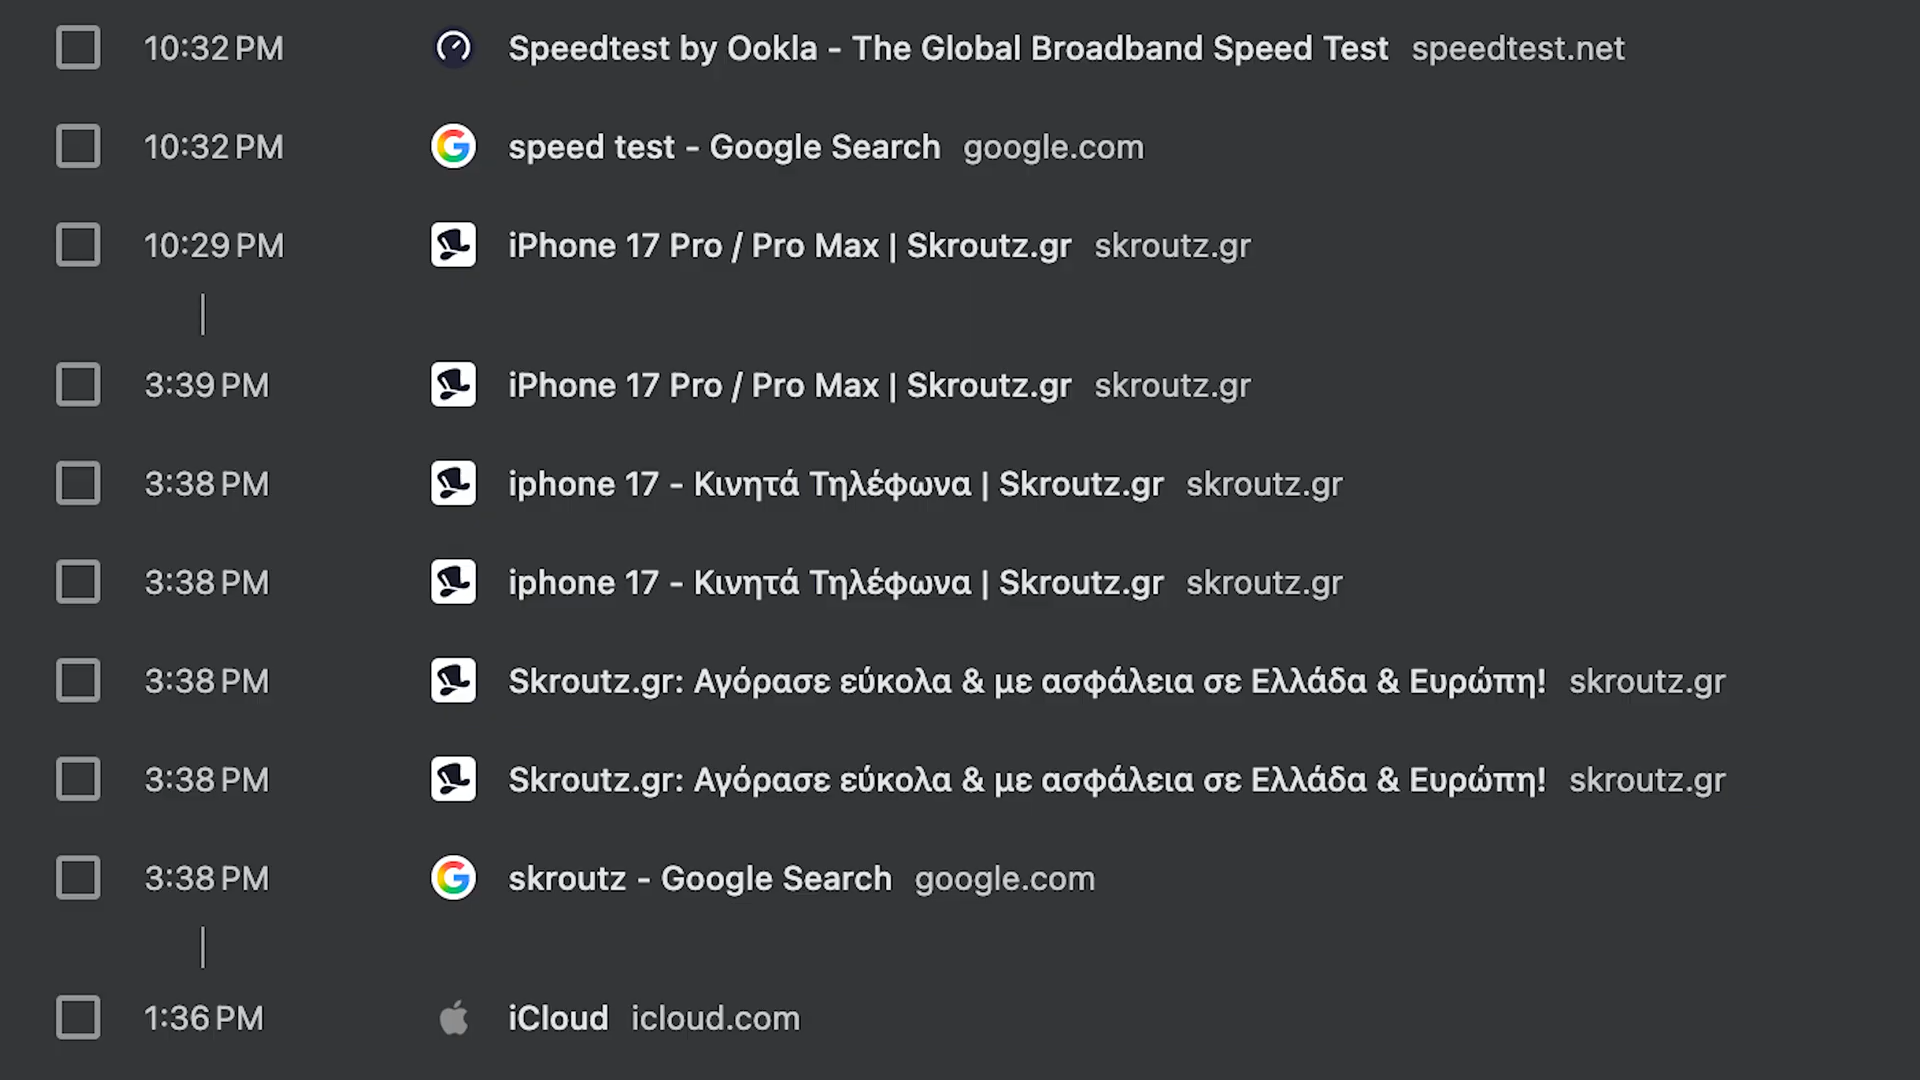 10:32 PM Speedtest by Ookla - The Global Broadband Speed Test speedtest.net
10:32 PM speed test - Google Search google.com
10:29 PM iPhone 17 Pro / Pro Max | Skroutz.gr skroutz.gr
3:39 PM iPhone 17 Pro / Pro Max | Skroutz.gr skroutz.gr
3:38 PM iphone 17 - Κινητά Τηλέφωνα | Skroutz.gr skroutz.gr
3:38 PM iphone 17 - Κινητά Τηλέφωνα | Skroutz.gr skroutz.gr
3:38 PM Skroutz.gr: Αγόρασε εύκολα & με ασφάλεια σε Ελλάδα & Ευρώπη! skroutz.gr
3:38 PM Skroutz.gr: Αγόρασε εύκολα & με ασφάλεια σε Ελλάδα & Ευρώπη! skroutz.gr
3:38 PM skroutz - Google Search google.com
1:36 PM iCloud icloud.com